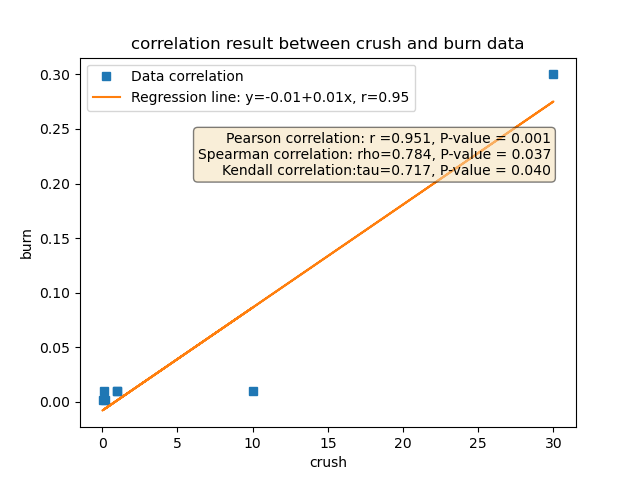 correlation result between crush and burn data
Data correlation
Regression line: y=-0.01+0.01x, r=0.95
Pearson correlation: r =0.951, P-value = 0.001
Spearman correlation: rho=0.784, P-value = 0.037
Kendall correlation:tau=0.717, P-value = 0.040
burn
0.30
0.25
0.20
0.15
0.10
0.05
0.00
0
5
10
15
20
25
30
crush